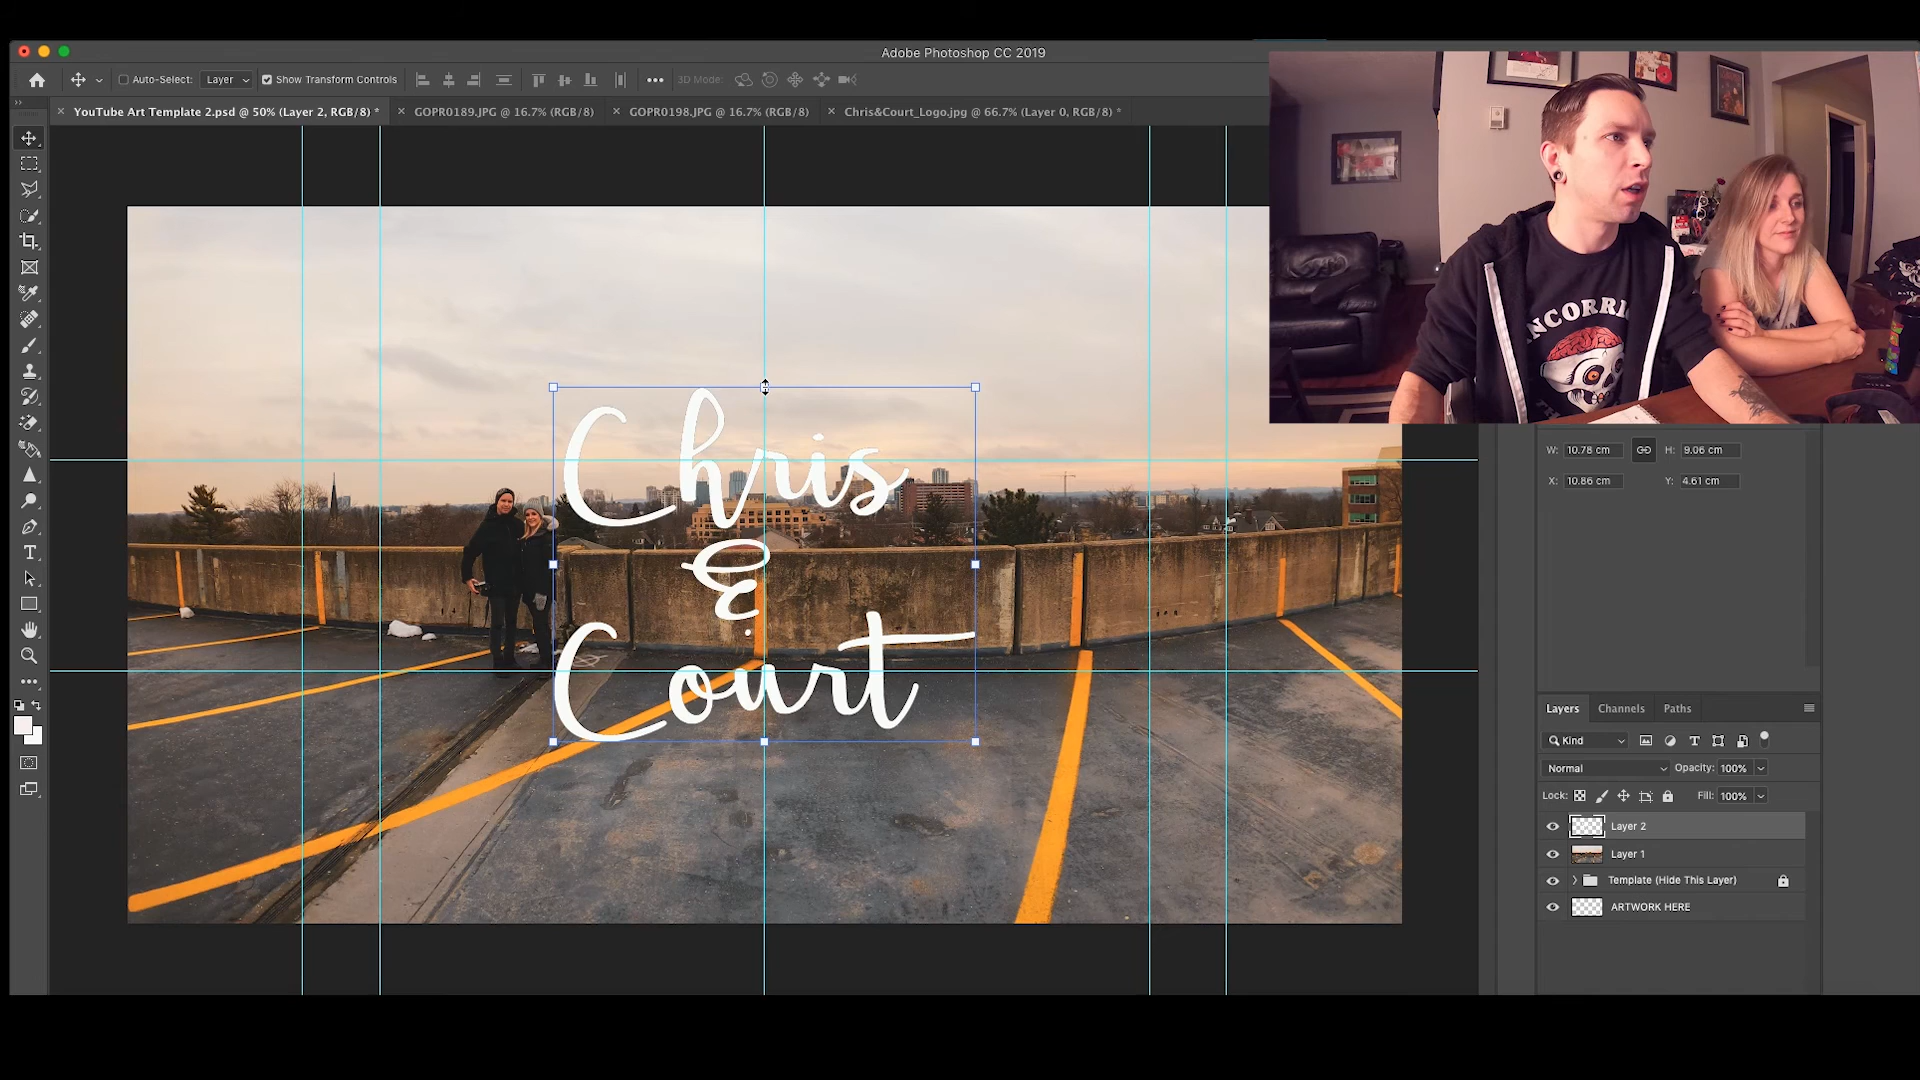 Adobe Photoshop CC 2019
Auto-Select: Layer Show Transform Controls 3D Mode:
YouTube Art Template 2.psd @ 50% (Layer 2, RGB/8) * GOPR0189.JPG @ 16.7% (RGB/8) GOPR0198.JPG @ 16.7% (RGB/8) Chris&Court_Logo.jpg @ 66.7% (Layer 0, RGB/8) *
NCORRI
Chris
&
Court
W: 10.78 cm H: 9.06 cm
X: 10.86 cm Y: 4.61 cm
Layers Channels Paths
Kind
Normal Opacity: 100%
Lock: Fill: 100%
Layer 2
Layer 1
Template (Hide This Layer)
ARTWORK HERE